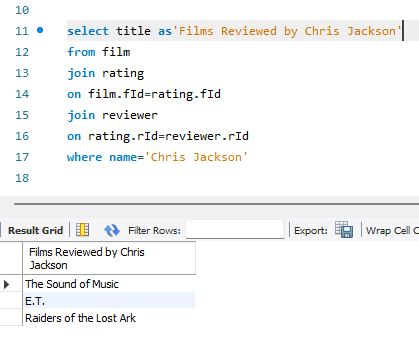 10
11 select title as'Films Reviewed by Chris Jackson'
12 from film
13 join rating
14 on film.fId=rating.fId
15 join reviewer
16 on rating.rId=reviewer.rId
17 where name='Chris Jackson'
18
Result Grid Filter Rows: Export: Wrap Cell C
Films Reviewed by Chris
Jackson
The Sound of Music
E.T.
Raiders of the Lost Ark